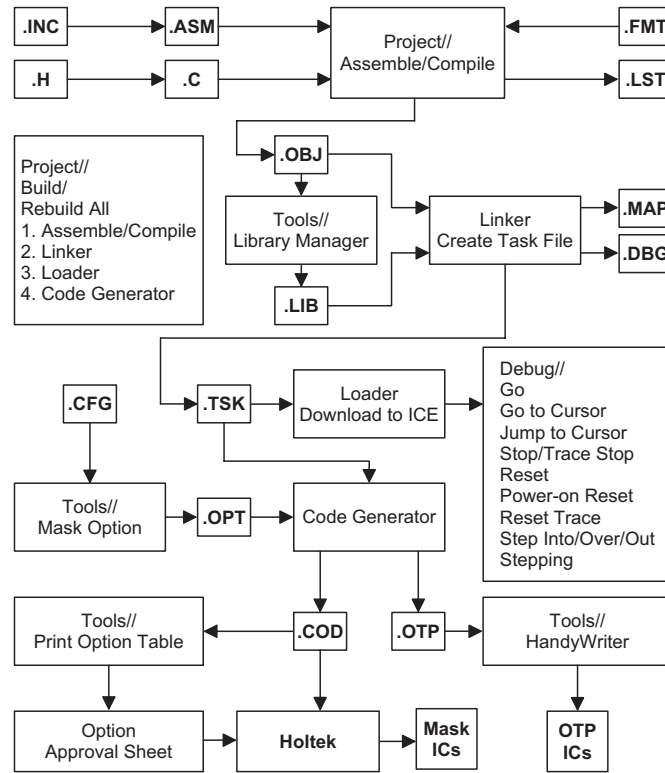 .INC
.ASM
Project//
Assemble/Compile
.FMT
.H
.C
.LST
Project//
Build/
Rebuild All
1. Assemble/Compile
2. Linker
3. Loader
4. Code Generator
.OBJ
Tools//
Library Manager
.LIB
Linker
Create Task File
.MAP
.DBG
.CFG
.TSK
Loader
Download to ICE
Debug//
Go
Go to Cursor
Jump to Cursor
Stop/Trace Stop
Reset
Power-on Reset
Reset Trace
Step Into/Over/Out
Stepping
Tools//
Mask Option
.OPT
Code Generator
Tools//
Print Option Table
.COD
.OTP
Tools//
HandyWriter
Option
Approval Sheet
Holtek
Mask
ICs
OTP
ICs